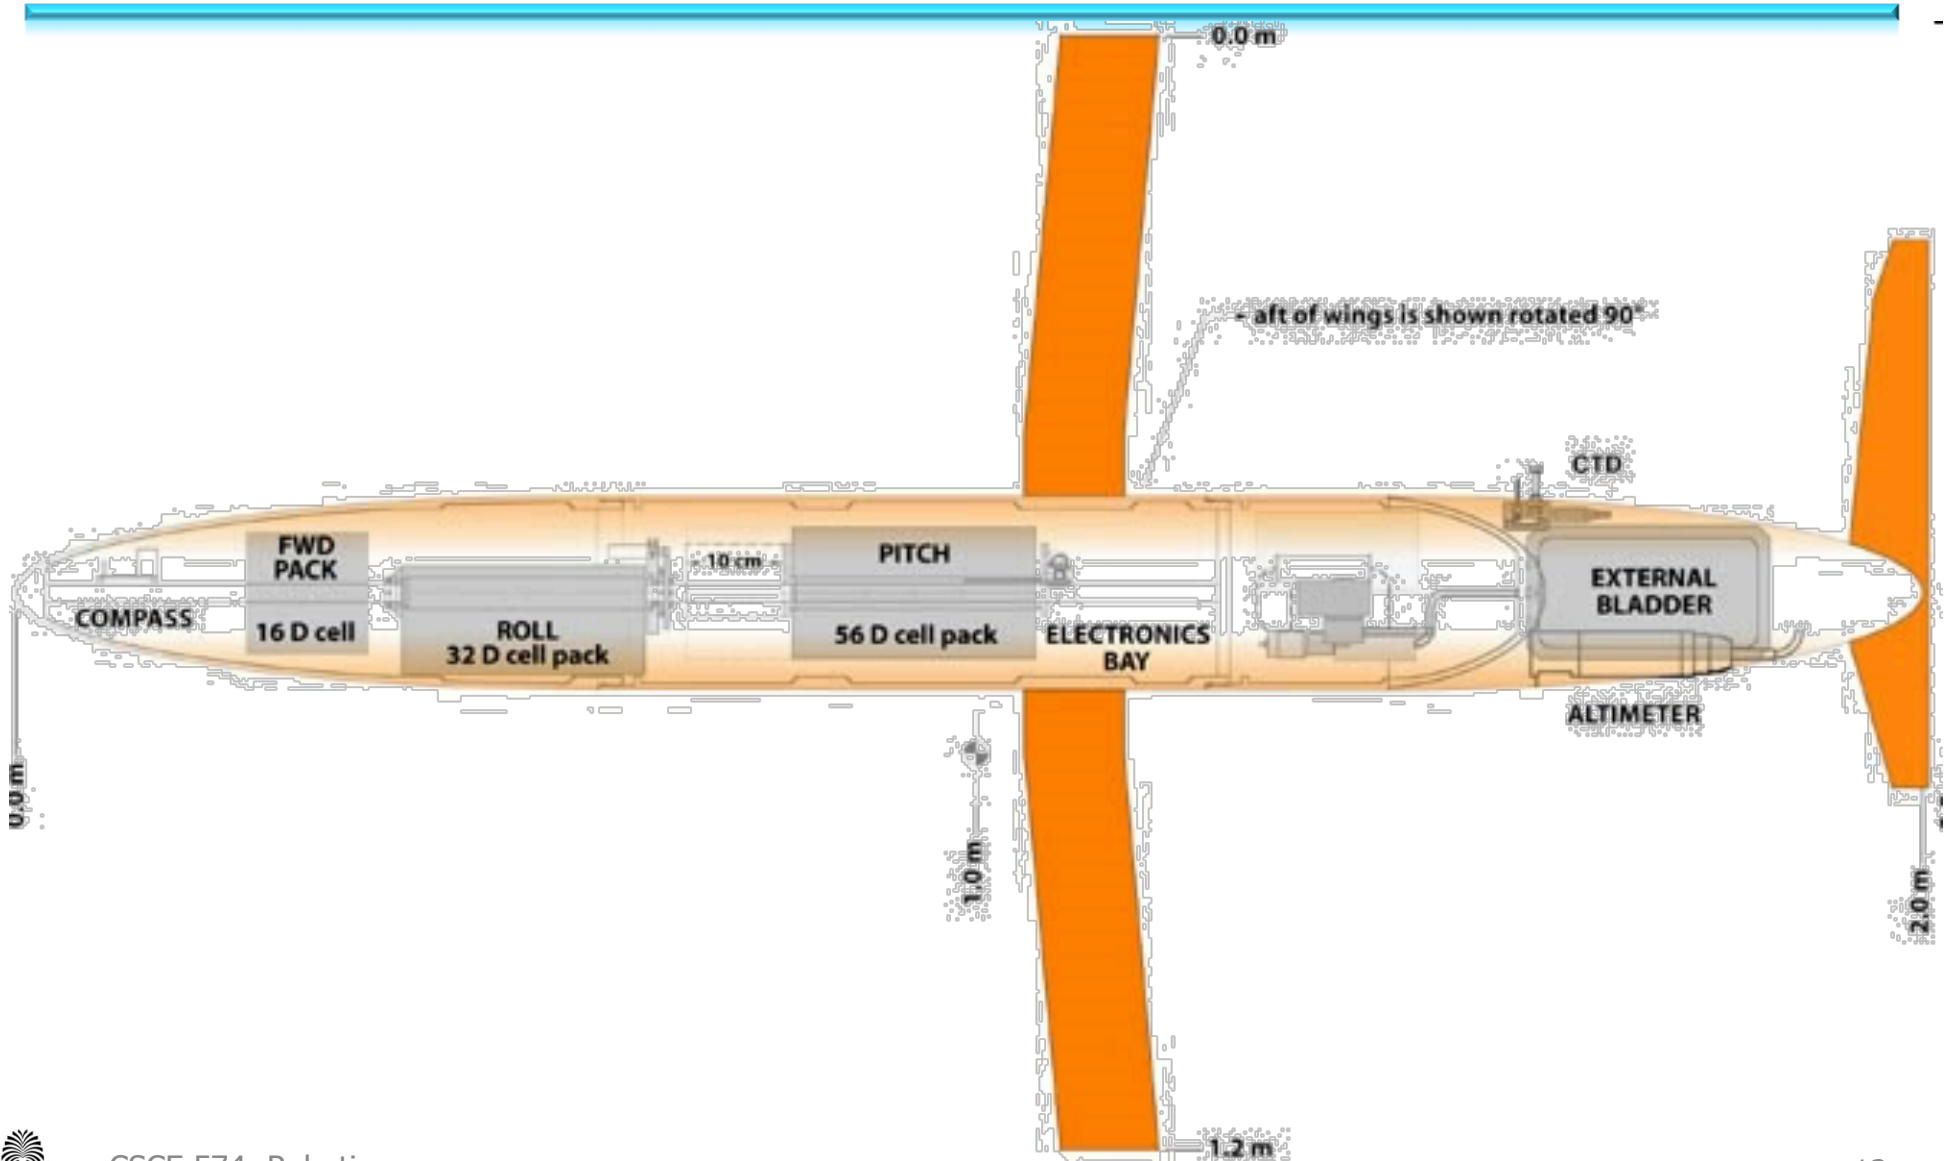 0.0 m
- aft of wings is shown rotated 90°
CTD
FWD
PACK
10 cm
PITCH
EXTERNAL
BLADDER
COMPASS
16 D cell
ROLL
32 D cell pack
56 D cell pack
ELECTRONICS
BAY
ALTIMETER
0.0 m
1.0 m
2.0 m
1.2 m